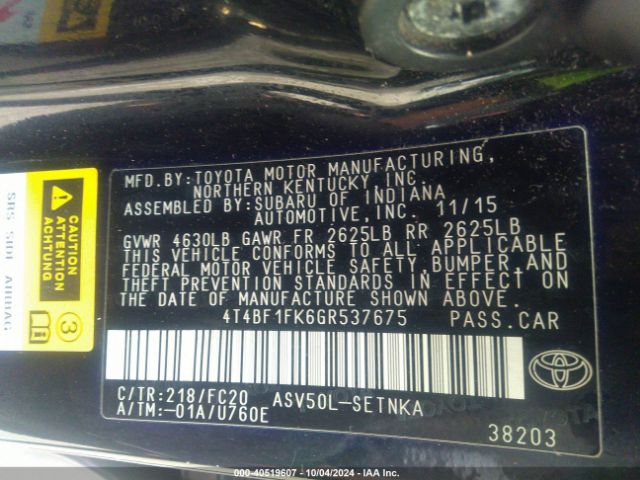 MFD.BY:TOYOTA MOTOR MANUFACTURING,
NORTHERN KENTUCKY,INC.
ASSEMBLED BY:SUBARU OF INDIANA
AUTOMOTIVE,INC. 11/15
GVWR 4630LB GAWR FR 2625LB RR 2625LB
THIS VEHICLE CONFORMS TO ALL APPLICABLE
FEDERAL MOTOR VEHICLE SAFETY,BUMPER,AND
THEFT PREVENTION STANDARDS IN EFFECT ON
THE DATE OF MANUFACTURE SHOWN ABOVE.
4T4BF1FK6GR537675 PASS.CAR
C/TR:218/FC20 ASV50L-SETNKA
A/TM:-01A/U760E
38203
CAUTION
ATTENTION
ACHTUNG
3
SRS SIDE AIRBAG
000-40519607 - 10/04/2024 - IAA Inc.